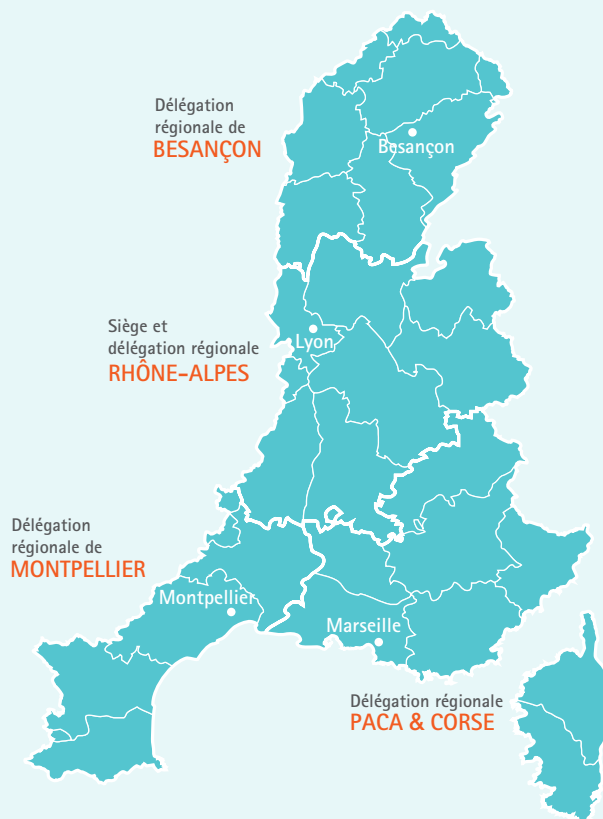 Délégation
régionale de
BESANÇON
Besançon
Siège et
délégation régionale
RHÔNE-ALPES
Lyon
Délégation
régionale de
MONTPELLIER
Montpellier
Marseille
Délégation régionale
PACA & CORSE